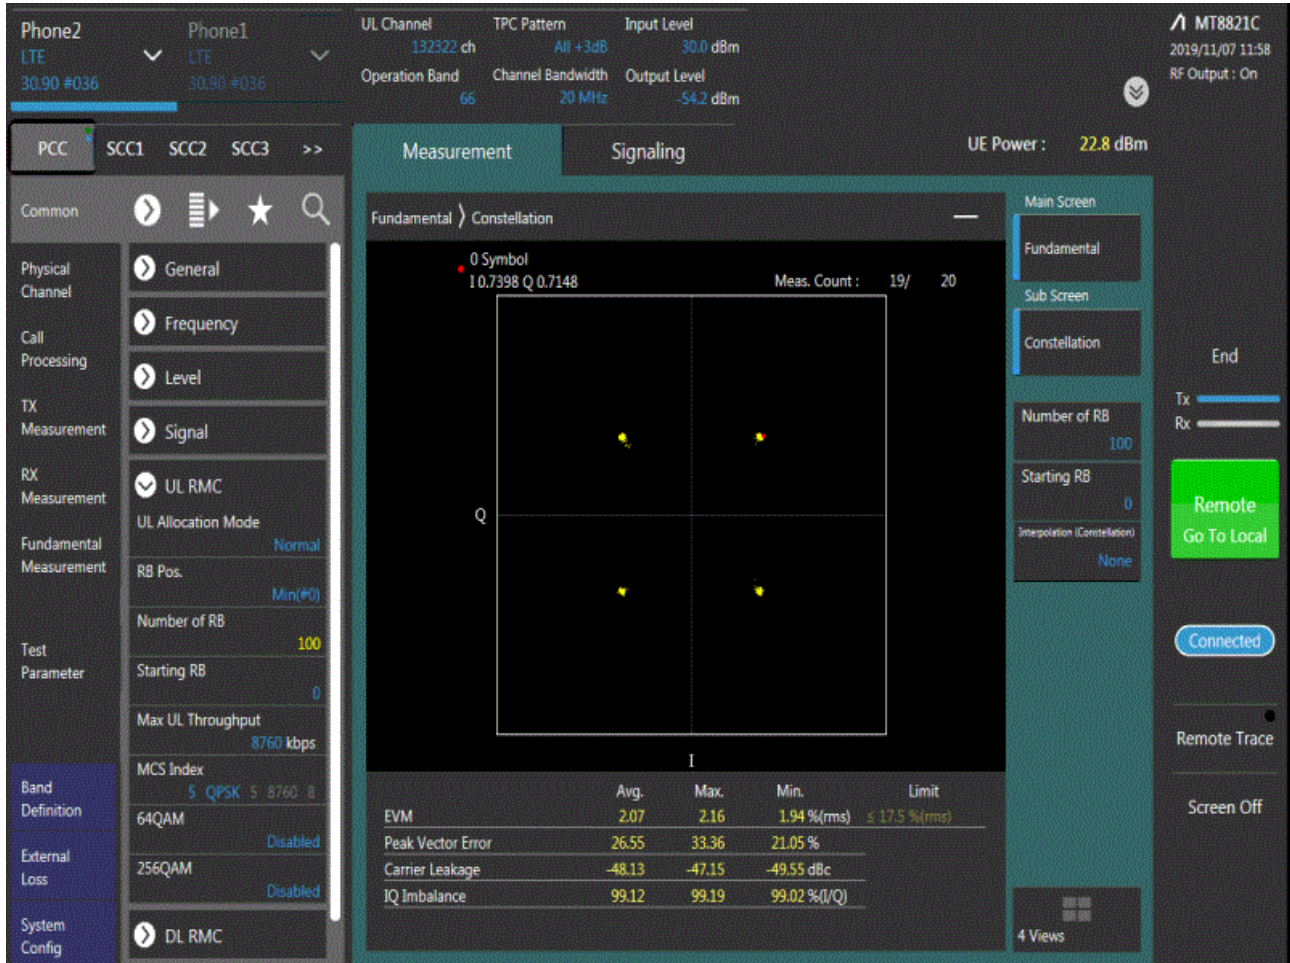 Phone2
LTE
30.90 #036
Phone1
LTE
30.90 #036
UL Channel
132322 ch
TPC Pattern
All +3dB
Input Level
30.0 dBm
Operation Band
66
Channel Bandwidth
20 MHz
Output Level
-54.2 dBm
MT8821C
2019/11/07 11:58
RF Output : On
PCC SCC1 SCC2 SCC3 >>
Measurement
Signaling
UE Power : 22.8 dBm
Common
Physical
Channel
Call
Processing
TX
Measurement
RX
Measurement
Fundamental
Measurement
Test
Parameter
Band
Definition
External
Loss
System
Config
General
Frequency
Level
Signal
UL RMC
UL Allocation Mode
Normal
RB Pos.
Min(#0)
Number of RB
100
Starting RB
0
Max UL Throughput
8760 kbps
MCS Index
5 QPSK 5 8760 8
64QAM
Disabled
256QAM
Disabled
DL RMC
Fundamental Constellation
0 Symbol
I 0.7398 Q 0.7148
Meas. Count : 19/ 20
Q
I
Avg. Max. Min. Limit
EVM 2.07 2.16 1.94 %(rms) ≤ 17.5 %(rms)
Peak Vector Error 26.55 33.36 21.05 %
Carrier Leakage -48.13 -47.15 -49.55 dBc
IQ Imbalance 99.12 99.19 99.02 %(I/Q)
Main Screen
Fundamental
Sub Screen
Constellation
Number of RB
100
Starting RB
0
Interpolation (Constellation)
None
4 Views
End
Tx
Rx
Remote
Go To Local
Connected
Remote Trace
Screen Off